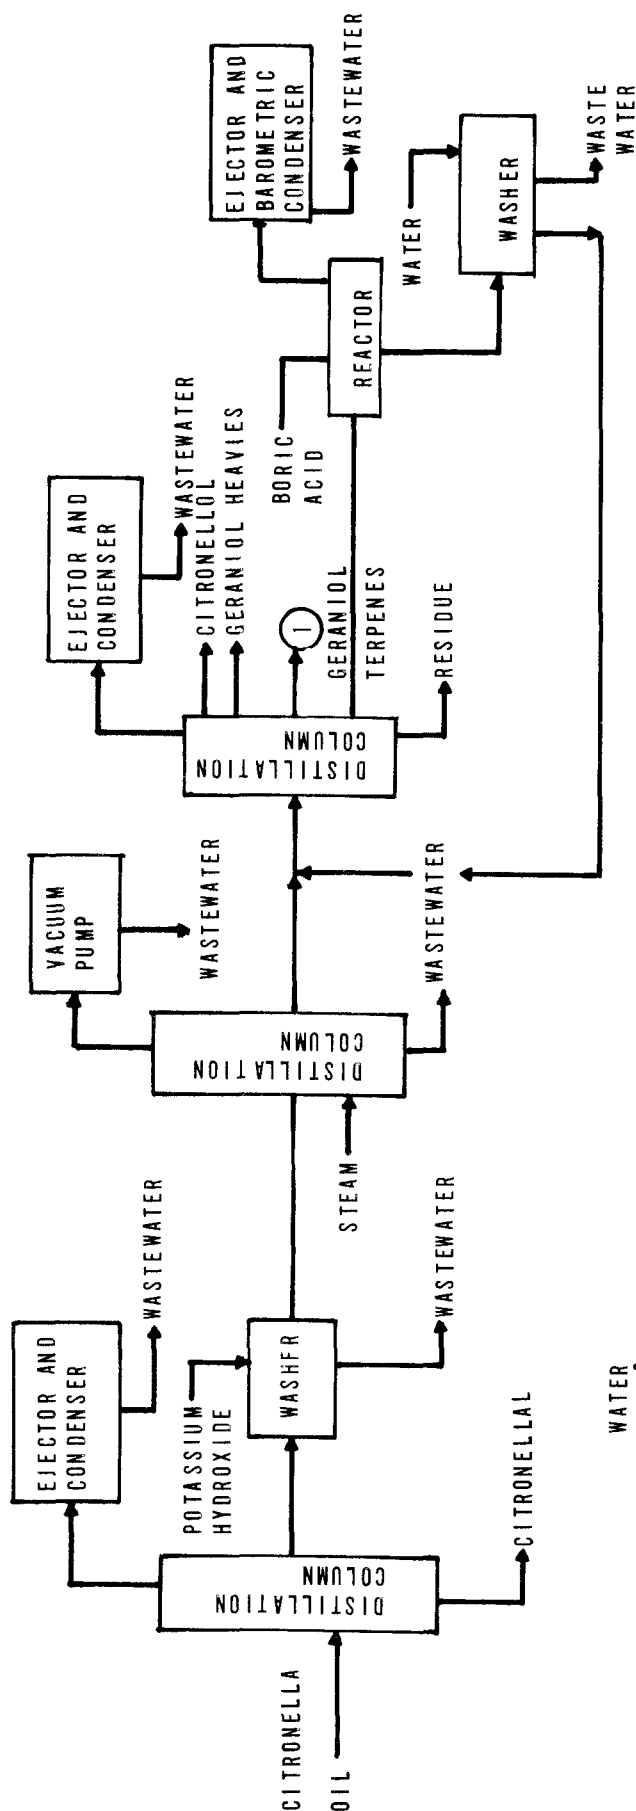 CITRONELLA
OIL
DISTILLATION
COLUMN
EJECTOR AND
CONDENSER
WASTEWATER
CITRONELLAL
POTASSIUM
HYDROXIDE
WASHFR
WASTEWATER
STEAM
DISTILLATION
COLUMN
VACUUM
PUMP
WASTEWATER
WASTEWATER
DISTILLATION
COLUMN
EJECTOR AND
CONDENSER
WASTEWATER
CITRONELLOL
GERANIOL HEAVIES
1
GERANIOL
TERPENES
RESIDUE
BORIC
ACID
REACTOR
EJECTOR AND
BAROMETRIC
CONDENSER
WASTEWATER
WATER
WASHER
WASTE
WATER
WATER